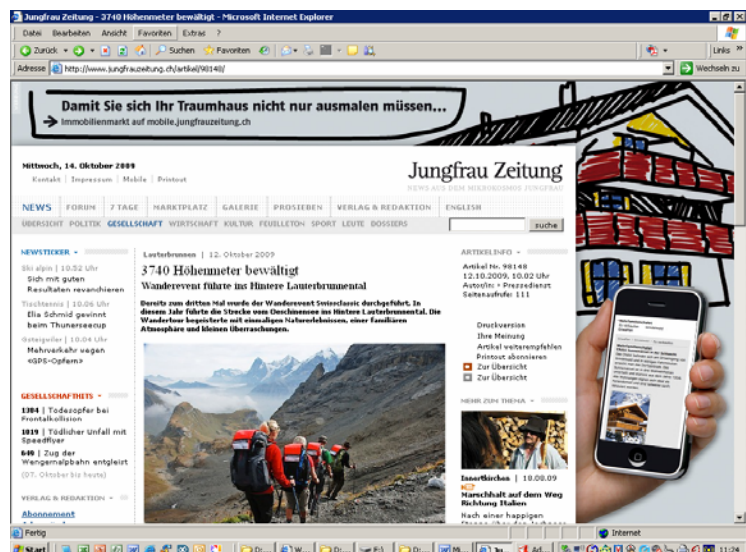 Jungfrau Zeitung - 3740 Höhenmeter bewältigt - Microsoft Internet Explorer
Datei Bearbeiten Ansicht Favoriten Extras ?
Zurück Suchen Favoriten Links
Adresse http://www.jungfrauzeitung.ch/artikel/98148/ Wechseln zu
Damit Sie sich Ihr Traumhaus nicht nur ausmalen müssen...
Immobilienmarkt auf mobile.jungfrauzeitung.ch
Mittwoch, 14. Oktober 2009
Kontakt | Impressum | Mobile | Printout
Jungfrau Zeitung
NEWS AUS DEM MIKROKOSMOS JUNGFRAU
NEWS FORUM 7 TAGE MARKTPLATZ GALERIE PROSIEBEN VERLAG & REDAKTION ENGLISH
ÜBERSICHT POLITIK GESELLSCHAFT WIRTSCHAFT KULTUR FEUILLETON SPORT LEUTE DOSSIERS suche
NEWSTICKER
Ski alpin | 10.52 Uhr
Sich mit guten
Resultaten revanchieren
Tischtennis | 10.06 Uhr
Elia Schmid gewinnt
beim Thunerseecup
Gsteigwiler | 10.04 Uhr
Mehrverkehr wegen
«GPS-Opfern»
GESELLSCHAFTHITS
1304 | Todesopfer bei
Frontalkollision
1019 | Tödlicher Unfall mit
Speedflyer
649 | Zug der
Wengernalpbahn entgleist
(07. Oktober bis heute)
VERLAG & REDAKTION
Abonnement
Lauterbrunnen | 12. Oktober 2009
3740 Höhenmeter bewältigt
Wanderevent führte ins Hintere Lauterbrunnental
Bereits zum dritten Mal wurde der Wanderevent Swissclassic durchgeführt. In
diesem Jahr führte die Strecke vom Oeschinensee ins Hintere Lauterbrunnental. Die
Wandertour begeisterte mit einmaligen Naturerlebnissen, einer familiären
Atmosphäre und kleinen Überraschungen.
ARTIKELINFO
Artikel Nr. 98148
12.10.2009, 10.02 Uhr
Autor/in: Pressedienst
Seitenaufrufe: 111
Druckversion
Ihre Meinung
Artikel weiterempfehlen
Printout abonnieren
Zur Übersicht
Zur Übersicht
MEHR ZUM THEMA
Innertkirchen | 10.08.09
Marschhalt auf dem Weg
Richtung Italien
Nach einer happigen
Fertig Internet
Start 11:24